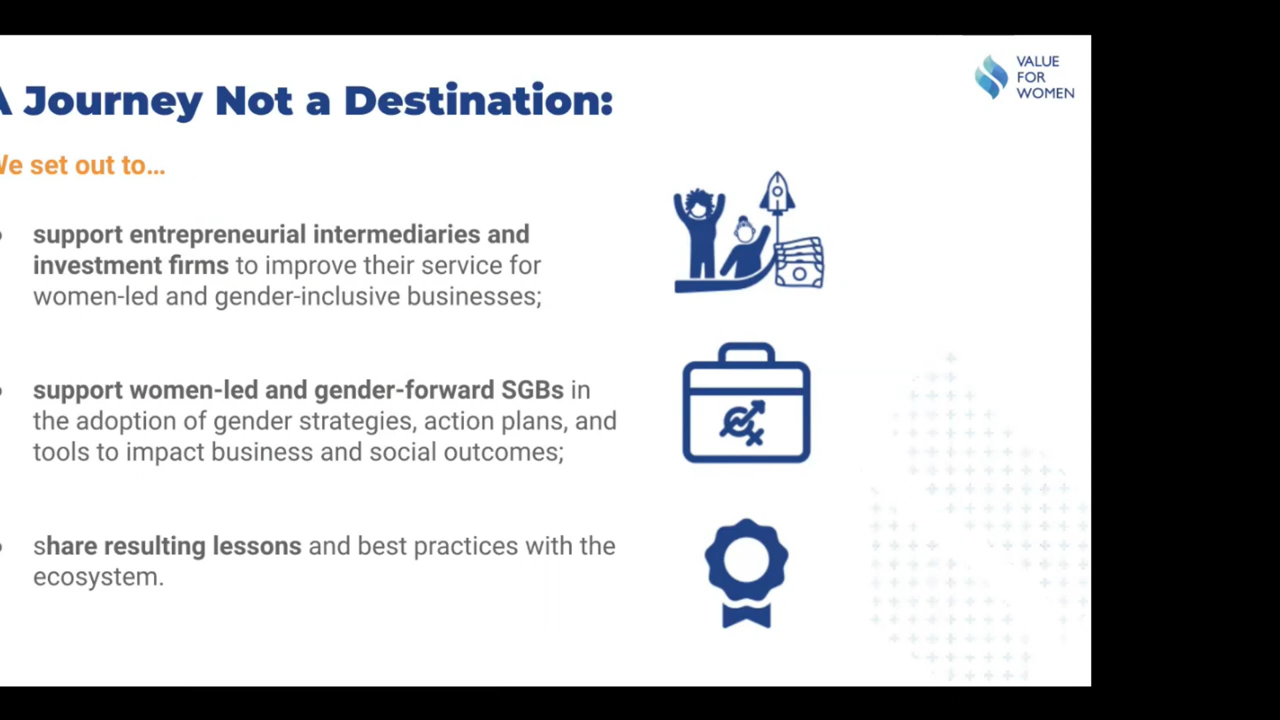 A Journey Not a Destination:
VALUE
FOR
WOMEN
We set out to...
• support entrepreneurial intermediaries and
investment firms to improve their service for
women-led and gender-inclusive businesses;
• support women-led and gender-forward SGBs in
the adoption of gender strategies, action plans, and
tools to impact business and social outcomes;
• share resulting lessons and best practices with the
ecosystem.